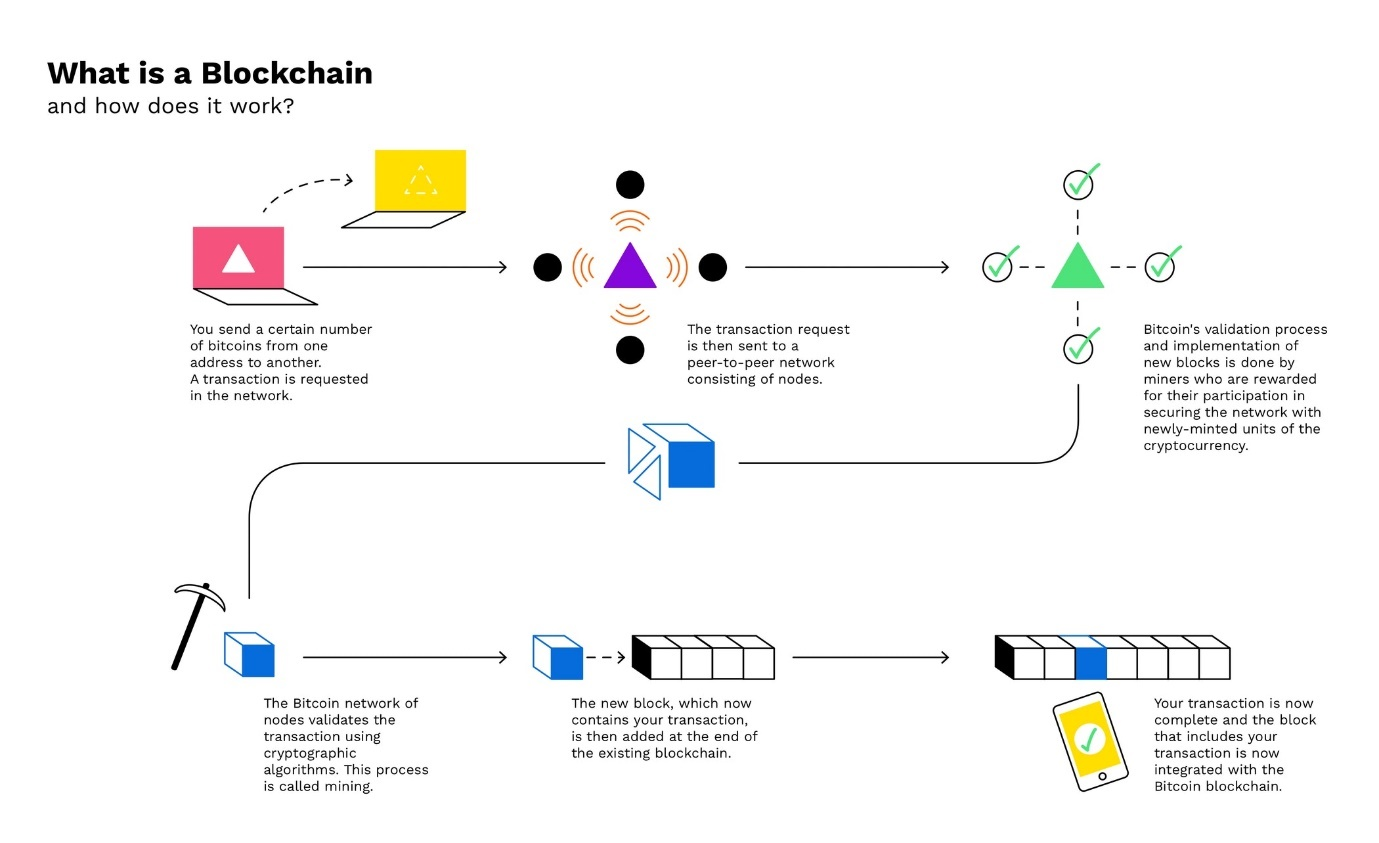 What is a Blockchain
and how does it work?
You send a certain number
of bitcoins from one
address to another.
A transaction is requested
in the network.
The transaction request
is then sent to a
peer-to-peer network
consisting of nodes.
Bitcoin's validation process
and implementation of
new blocks is done by
miners who are rewarded
for their participation in
securing the network with
newly-minted units of the
cryptocurrency.
The Bitcoin network of
nodes validates the
transaction using
cryptographic
algorithms. This process
is called mining.
The new block, which now
contains your transaction,
is then added at the end of
the existing blockchain.
Your transaction is now
complete and the block
that includes your
transaction is now
integrated with the
Bitcoin blockchain.